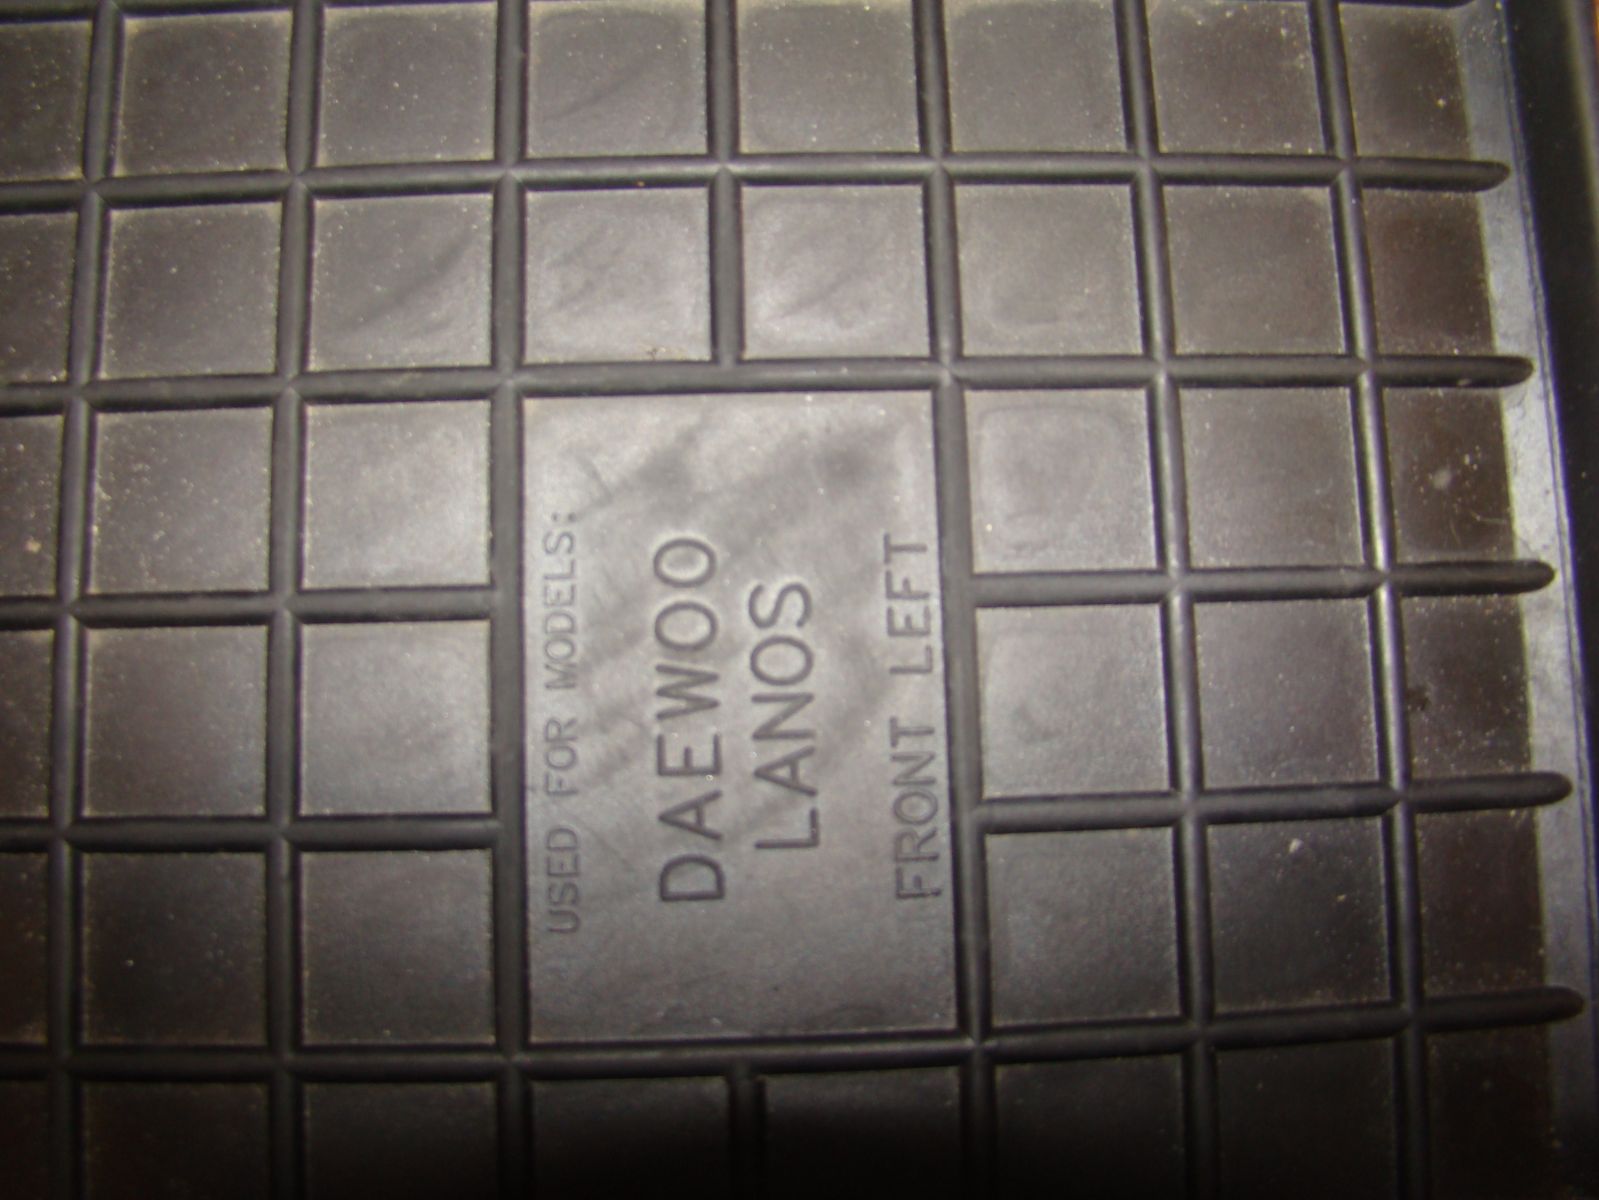 USED FOR MODELS:
DAEWOO
LANOS
FRONT LEFT